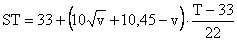 ST = 33 + (10√v + 10,45 − v) · (T − 33)/22